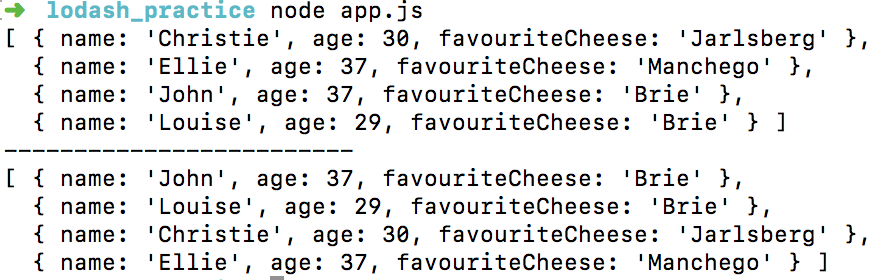 ➜ lodash_practice node app.js
[ { name: 'Christie', age: 30, favouriteCheese: 'Jarlsberg' },
  { name: 'Ellie', age: 37, favouriteCheese: 'Manchego' },
  { name: 'John', age: 37, favouriteCheese: 'Brie' },
  { name: 'Louise', age: 29, favouriteCheese: 'Brie' } ]
-------------------------
[ { name: 'John', age: 37, favouriteCheese: 'Brie' },
  { name: 'Louise', age: 29, favouriteCheese: 'Brie' },
  { name: 'Christie', age: 30, favouriteCheese: 'Jarlsberg' },
  { name: 'Ellie', age: 37, favouriteCheese: 'Manchego' } ]